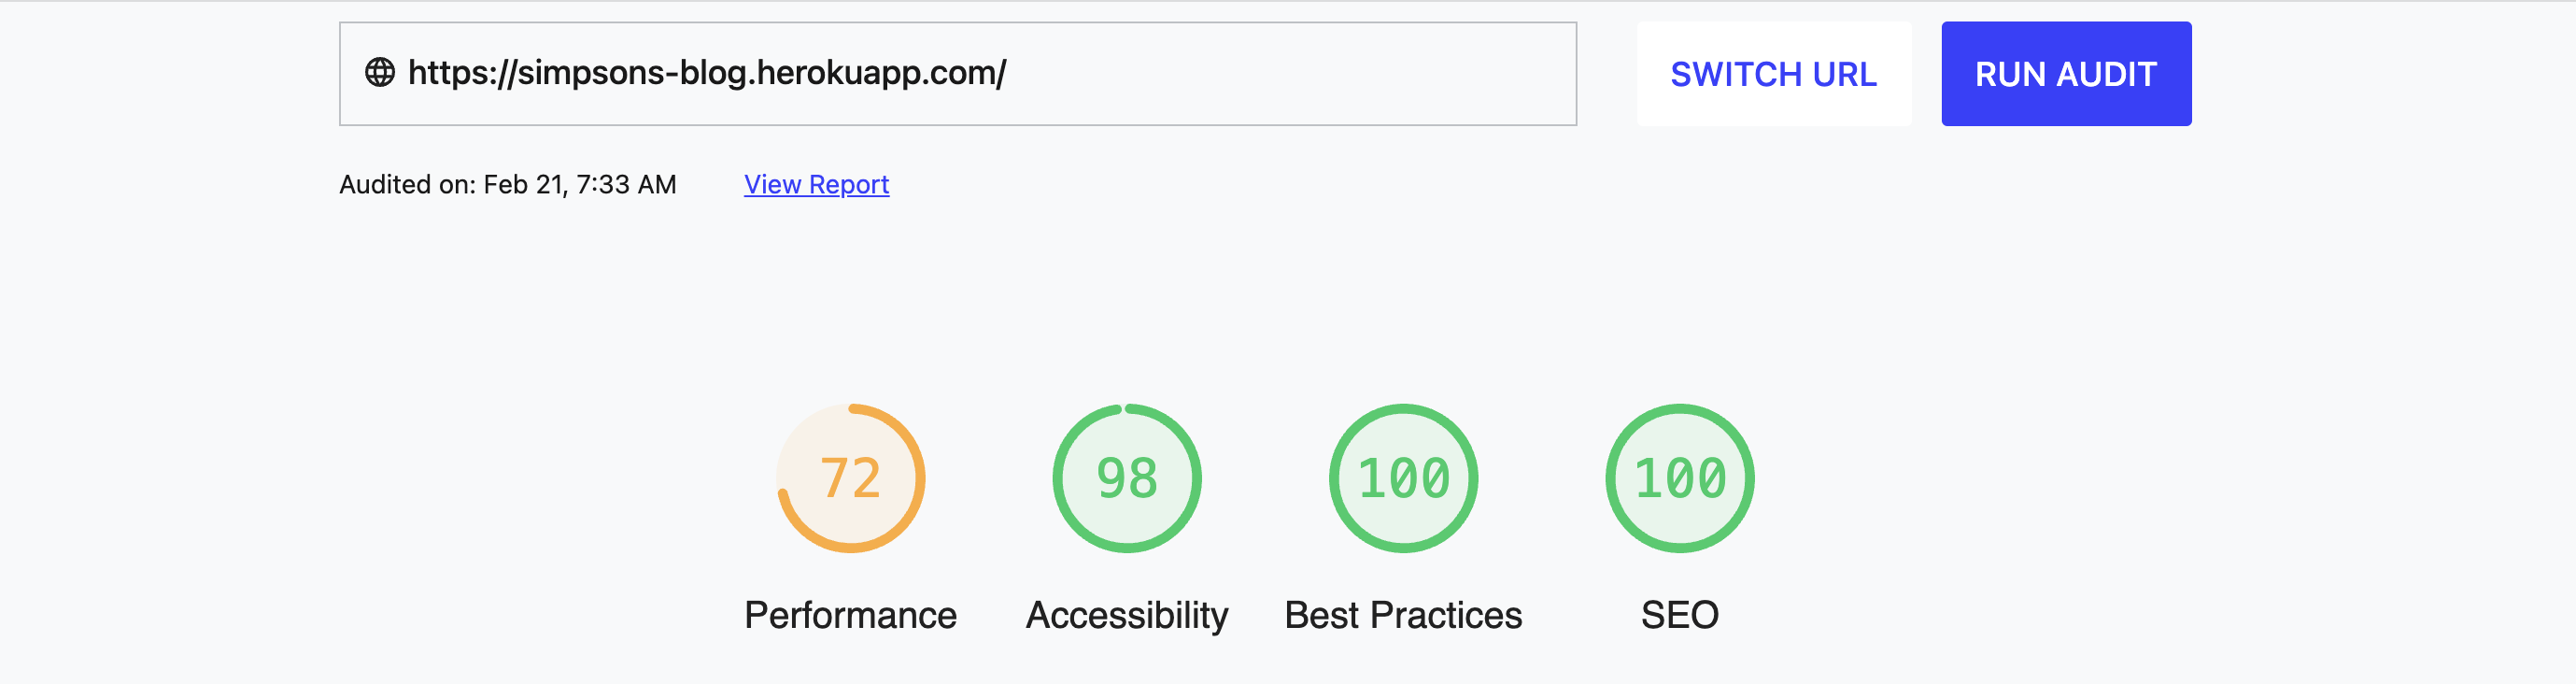 https://simpsons-blog.herokuapp.com/ SWITCH URL RUN AUDIT
Audited on: Feb 21, 7:33 AM View Report
72 98 100 100
Performance Accessibility Best Practices SEO